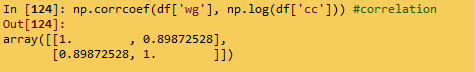 In [124]: np.corrcoef(df['wg'], np.log(df['cc'])) #correlation
Out[124]:
array([[1.        , 0.89872528],
       [0.89872528, 1.        ]])